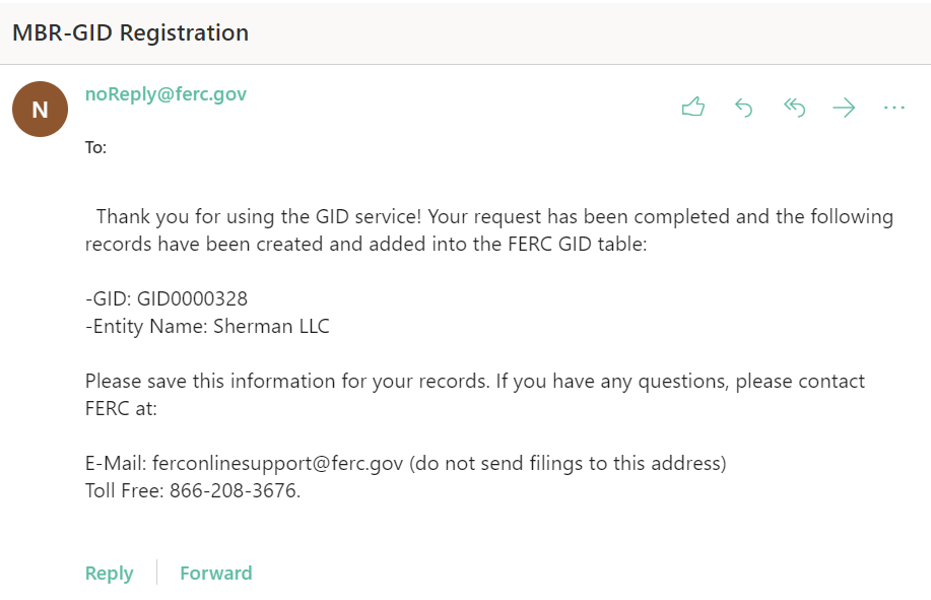 MBR-GID Registration
N
noReply@ferc.gov
To:
Thank you for using the GID service! Your request has been completed and the following
records have been created and added into the FERC GID table:
-GID: GID0000328
-Entity Name: Sherman LLC
Please save this information for your records. If you have any questions, please contact
FERC at:
E-Mail: ferconlinesupport@ferc.gov (do not send filings to this address)
Toll Free: 866-208-3676.
Reply
Forward